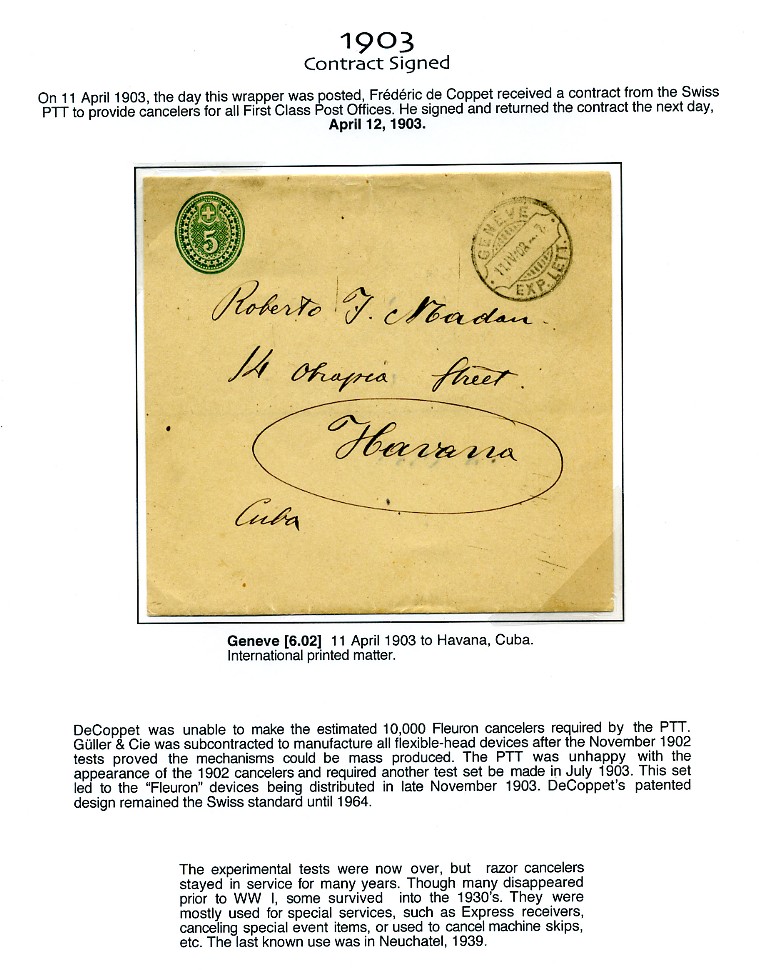 1903
Contract Signed
On 11 April 1903, the day this wrapper was posted, Frédéric de Coppet received a contract from the Swiss
PTT to provide cancelers for all First Class Post Offices. He signed and returned the contract the next day,
April 12, 1903.
5
GENEVE
EXP. LETT.
Roberto J. Madan
14 Obrapia Street.
Havana
Cuba
Geneve [6.02] 11 April 1903 to Havana, Cuba.
International printed matter.
DeCoppet was unable to make the estimated 10,000 Fleuron cancelers required by the PTT.
Güller & Cie was subcontracted to manufacture all flexible-head devices after the November 1902
tests proved the mechanisms could be mass produced. The PTT was unhappy with the
appearance of the 1902 cancelers and required another test set be made in July 1903. This set
led to the “Fleuron” devices being distributed in late November 1903. DeCoppet's patented
design remained the Swiss standard until 1964.
The experimental tests were now over, but razor cancelers
stayed in service for many years. Though many disappeared
prior to WW I, some survived into the 1930's. They were
mostly used for special services, such as Express receivers,
canceling special event items, or used to cancel machine skips,
etc. The last known use was in Neuchatel, 1939.